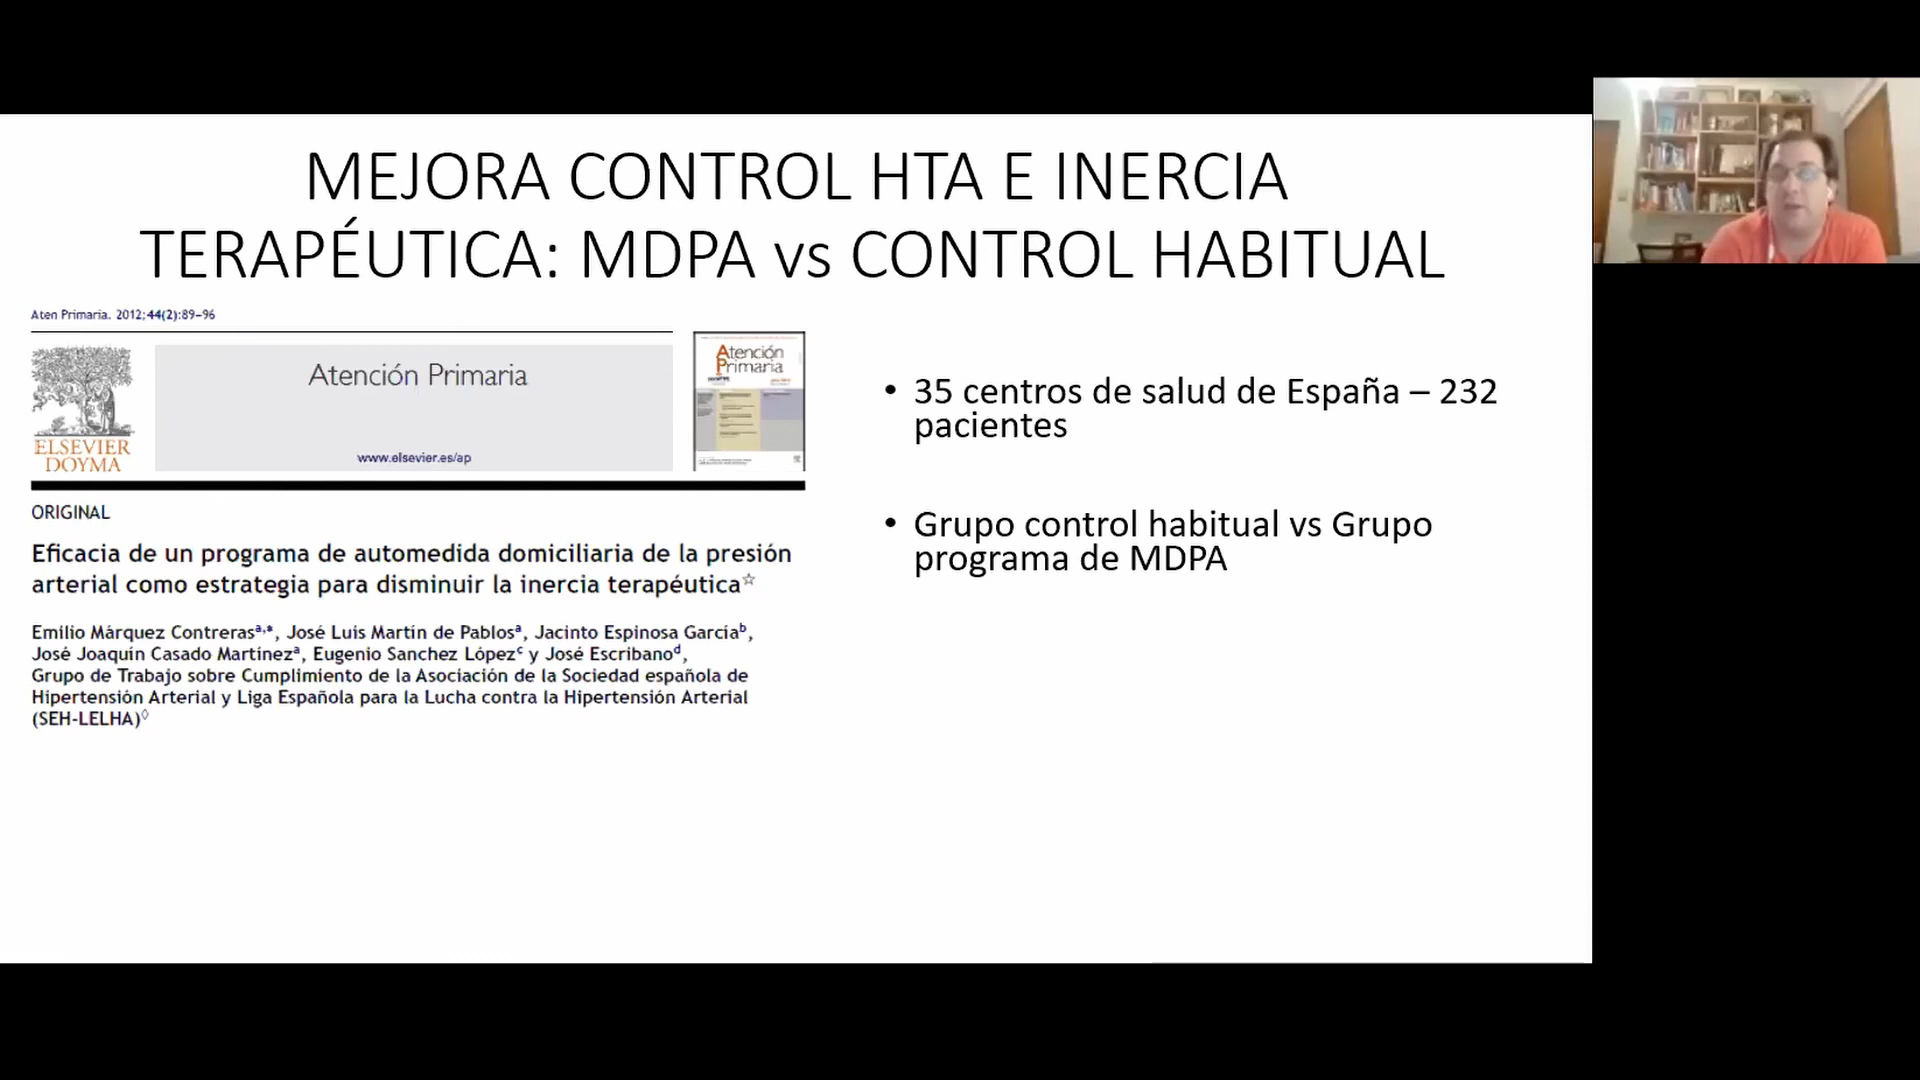 MEJORA CONTROL HTA E INERCIA
TERAPÉUTICA: MDPA vs CONTROL HABITUAL
Aten Primaria. 2012;44(2):89-96
ELSEVIER
DOYMA
Atención Primaria
www.elsevier.es/ap
Atención
Primaria
ORIGINAL
Eficacia de un programa de automedida domiciliaria de la presión
arterial como estrategia para disminuir la inercia terapéutica☆
Emilio Márquez Contreras a,*, José Luis Martín de Pablos a, Jacinto Espinosa García b,
José Joaquín Casado Martínez a, Eugenio Sanchez López c y José Escribano d,
Grupo de Trabajo sobre Cumplimiento de la Asociación de la Sociedad española de
Hipertensión Arterial y Liga Española para la Lucha contra la Hipertensión Arterial
(SEH-LELHA)◊
• 35 centros de salud de España – 232
pacientes
• Grupo control habitual vs Grupo
programa de MDPA